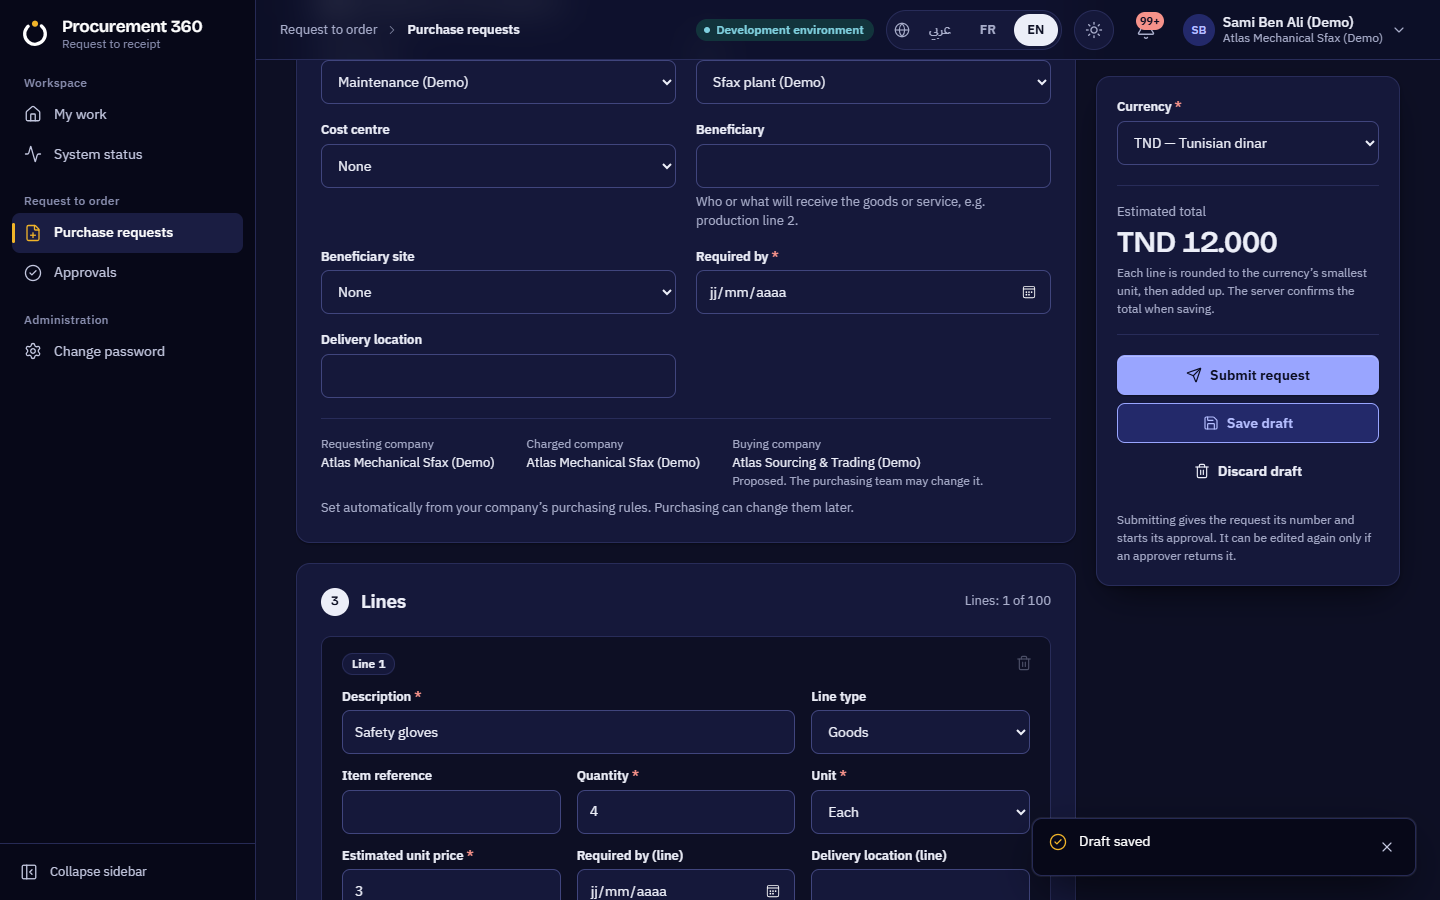 Procurement 360
Request to receipt
Workspace
My work
System status
Request to order
Purchase requests
Approvals
Administration
Change password
Collapse sidebar
Request to order > Purchase requests
Development environment
عربي FR EN
99+
SB
Sami Ben Ali (Demo)
Atlas Mechanical Sfax (Demo)
Maintenance (Demo) Sfax plant (Demo)
Cost centre Beneficiary
None
Who or what will receive the goods or service, e.g.
production line 2.
Beneficiary site Required by *
None jj/mm/aaaa
Delivery location
Requesting company Charged company Buying company
Atlas Mechanical Sfax (Demo) Atlas Mechanical Sfax (Demo) Atlas Sourcing & Trading (Demo)
Proposed. The purchasing team may change it.
Set automatically from your company’s purchasing rules. Purchasing can change them later.
3 Lines Lines: 1 of 100
Line 1
Description * Line type
Safety gloves Goods
Item reference Quantity * Unit *
4 Each
Estimated unit price * Required by (line) Delivery location (line)
3 jj/mm/aaaa
Currency *
TND — Tunisian dinar
Estimated total
TND 12.000
Each line is rounded to the currency’s smallest
unit, then added up. The server confirms the
total when saving.
Submit request
Save draft
Discard draft
Submitting gives the request its number and
starts its approval. It can be edited again only if
an approver returns it.
Draft saved